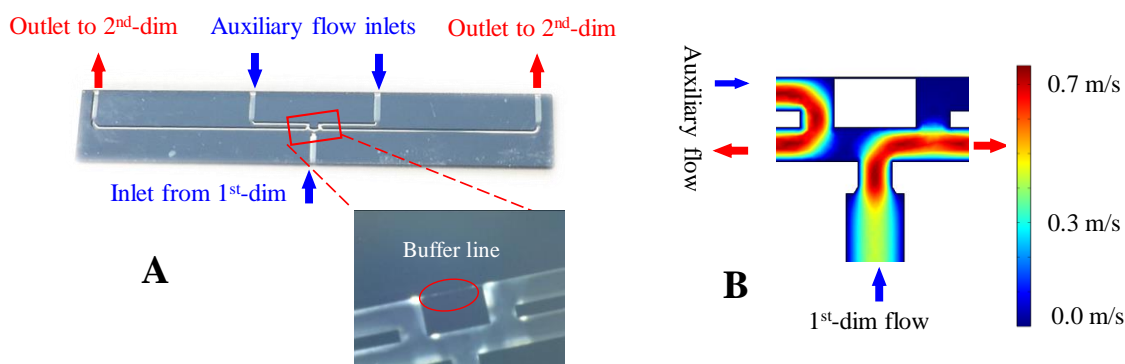 Outlet to 2nd-dim
Auxiliary flow inlets
Outlet to 2nd-dim
Inlet from 1st-dim
Buffer line
A
Auxiliary flow
B
1st-dim flow
0.7 m/s
0.3 m/s
0.0 m/s